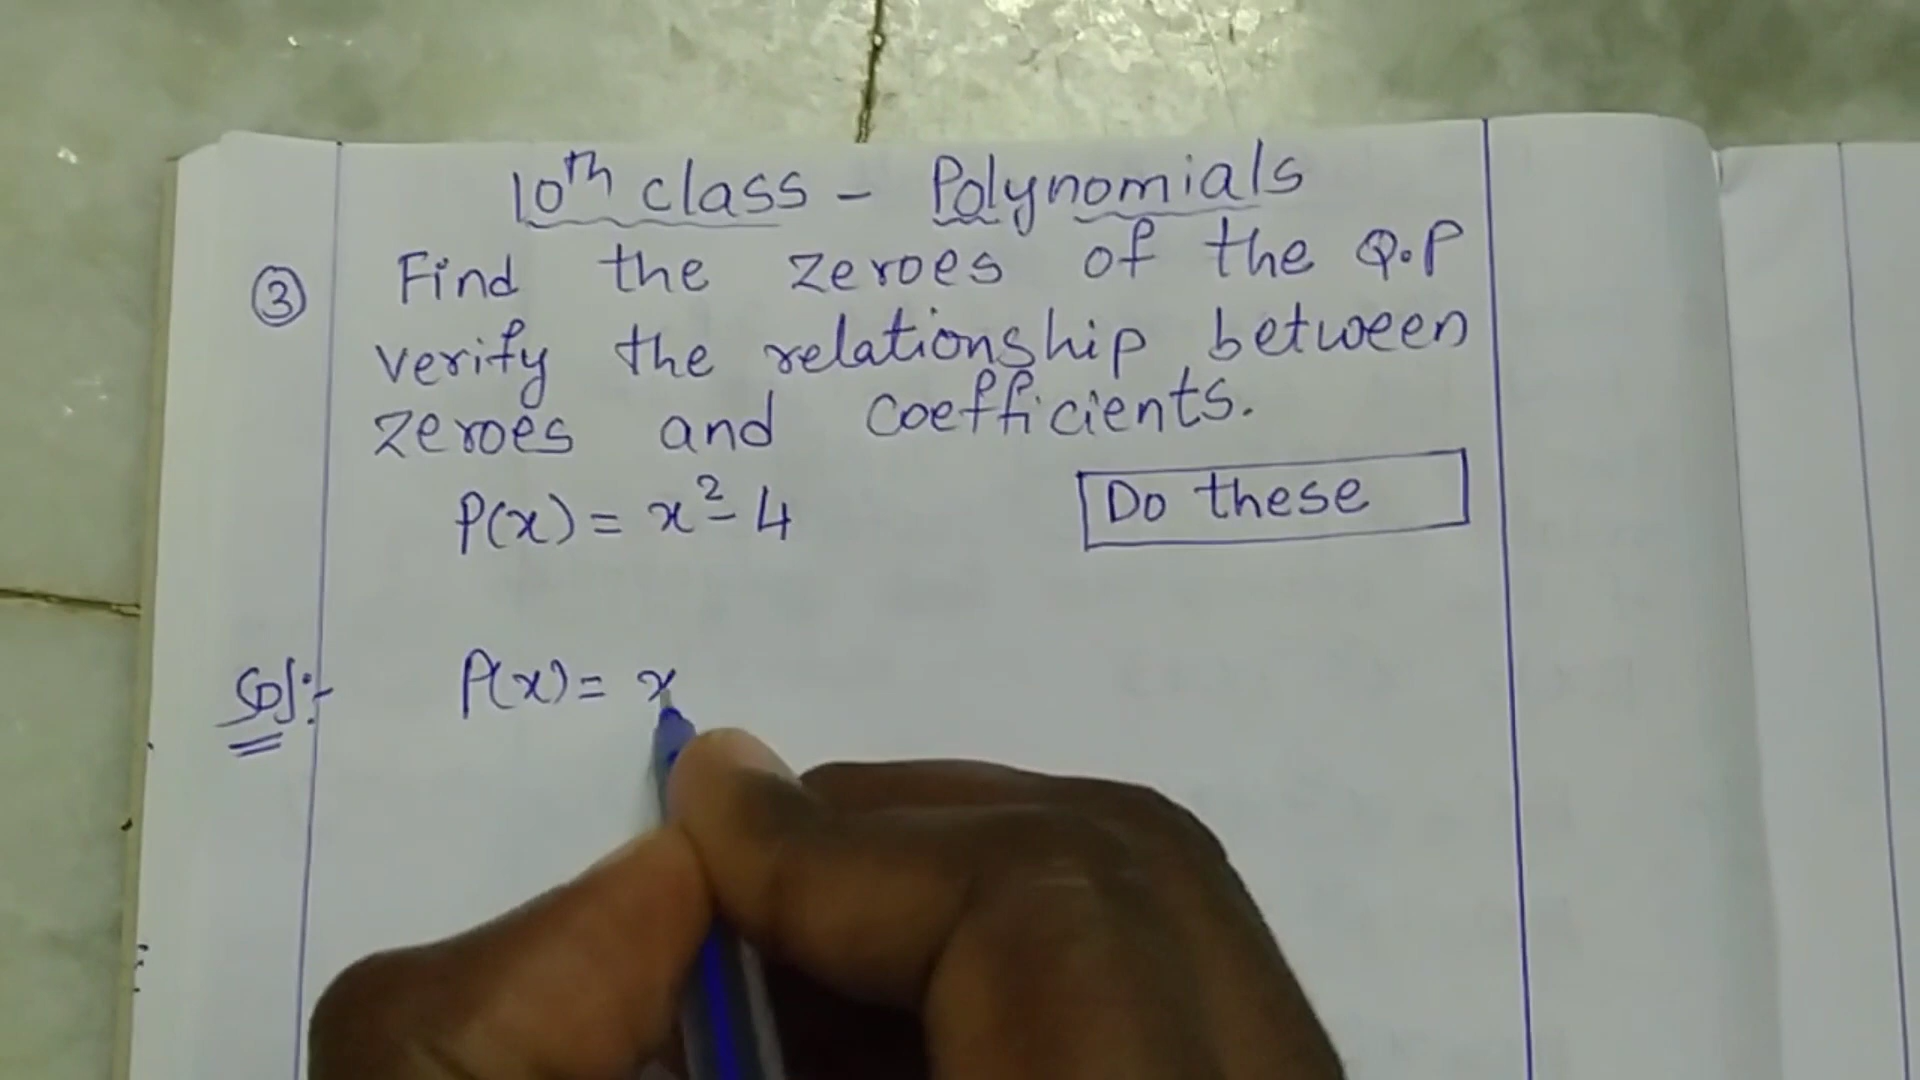 10th class - Polynomials
③ Find the zeroes of the Q.P
verify the relationship between
zeroes and coefficients.
P(x) = x² - 4
Do these
Sol:- P(x) = x